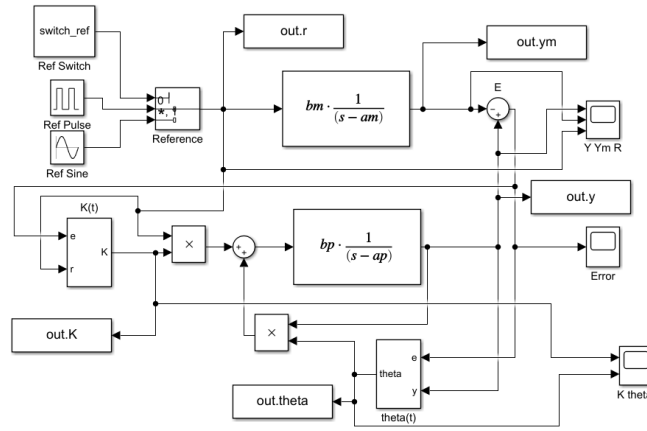 switch_ref
Ref Switch
out.r
out.ym
Ref Pulse
0
*,
Reference
bm · 1 / (s − am)
E
-
+
Y Ym R
Ref Sine
K(t)
e
K
r
×
+
+
bp · 1 / (s − ap)
out.y
Error
out.K
×
theta
e
y
theta(t)
out.theta
K theta